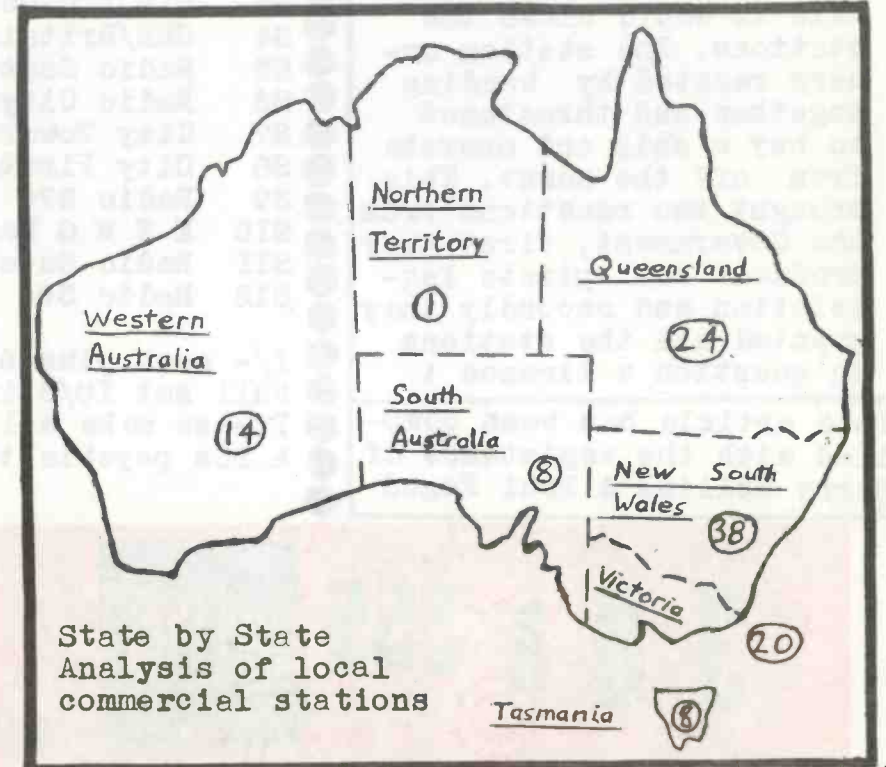 Northern
Territory
1
Queensland
24
Western
Australia
14
South
Australia
8
New South
Wales
38
Victoria
20
State by State
Analysis of local
commercial stations
Tasmania
8